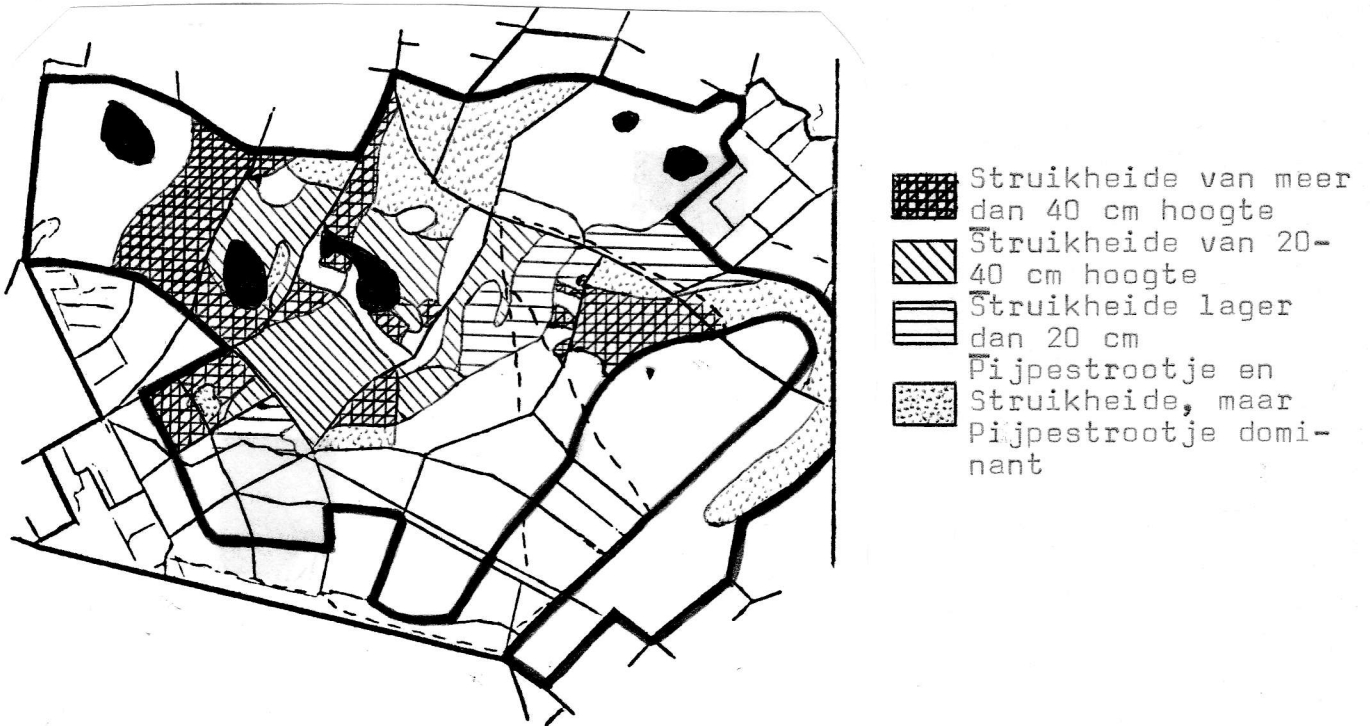 Struikheide van meer
dan 40 cm hoogte
Struikheide van 20-
40 cm hoogte
Struikheide lager
dan 20 cm
Pijpestrootje en
Struikheide, maar
Pijpestrootje domi-
nant